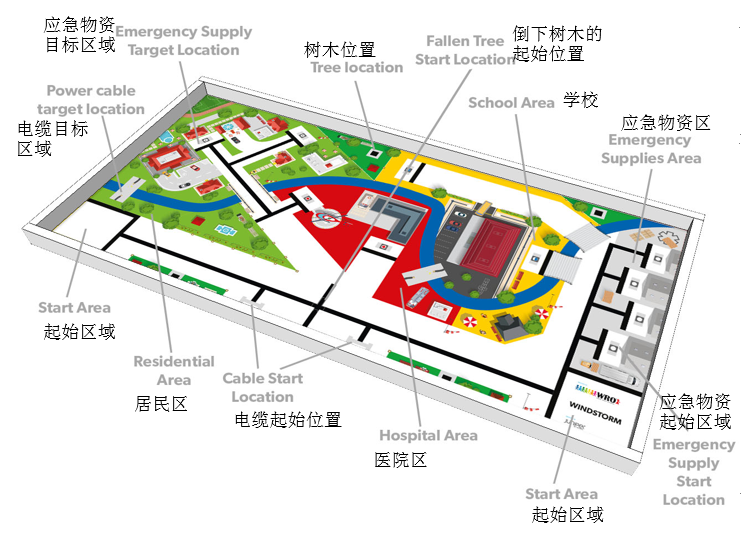 应急物资
目标区域
Emergency Supply
Target Location
树木位置
Tree location
Fallen Tree
Start Location
倒下树木的
起始位置
Power cable
target location
电缆目标
区域
School Area
学校
应急物资区
Emergency
Supplies Area
Start Area
起始区域
Residential
Area
居民区
Cable Start
Location
电缆起始位置
Hospital Area
医院区
WRO
WINDSTORM
Start Area
起始区域
应急物资
起始区域
Emergency
Supply
Start
Location